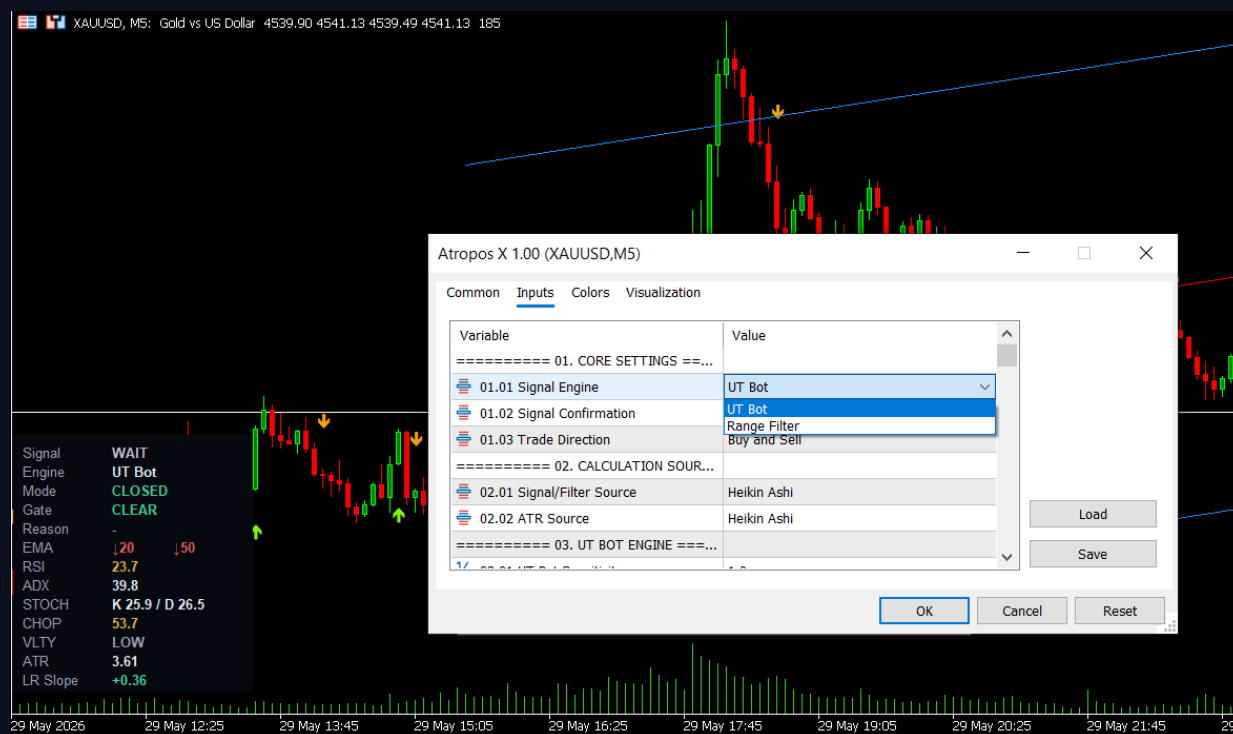 XAUUSD, M5: Gold vs US Dollar 4539.90 4541.13 4539.49 4541.13 185
Atropos X 1.00 (XAUUSD,M5)
Common Inputs Colors Visualization
Variable Value
========== 01. CORE SETTINGS ==...
01.01 Signal Engine UT Bot
UT Bot
Range Filter
01.02 Signal Confirmation
01.03 Trade Direction Buy and Sell
========== 02. CALCULATION SOUR...
02.01 Signal/Filter Source Heikin Ashi
02.02 ATR Source Heikin Ashi
========== 03. UT BOT ENGINE ===...
Load
Save
OK Cancel Reset
Signal WAIT
Engine UT Bot
Mode CLOSED
Gate CLEAR
Reason -
EMA ↓20 ↓50
RSI 23.7
ADX 39.8
STOCH K 25.9 / D 26.5
CHOP 53.7
VLTY LOW
ATR 3.61
LR Slope +0.36
29 May 2026 29 May 12:25 29 May 13:45 29 May 15:05 29 May 16:25 29 May 17:45 29 May 19:05 29 May 20:25 29 May 21:45